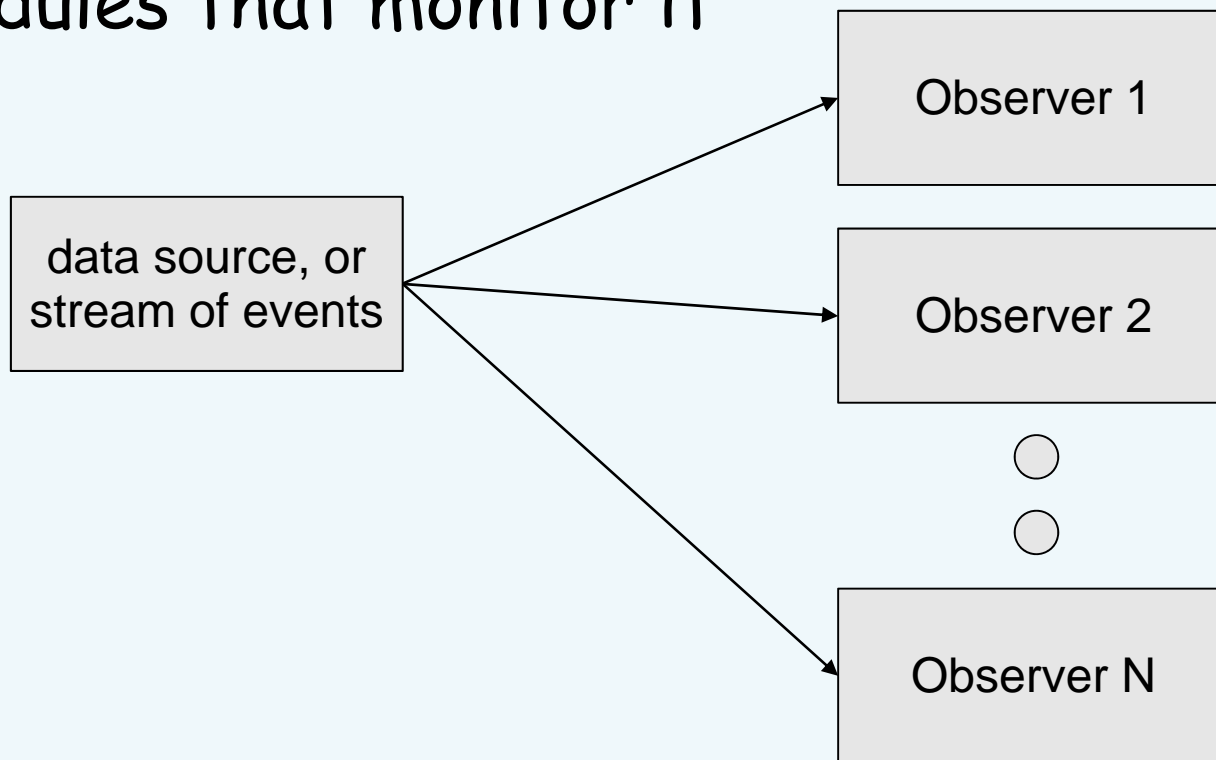 dules that monitor it
Observer 1
data source, or
stream of events
Observer 2
Observer N